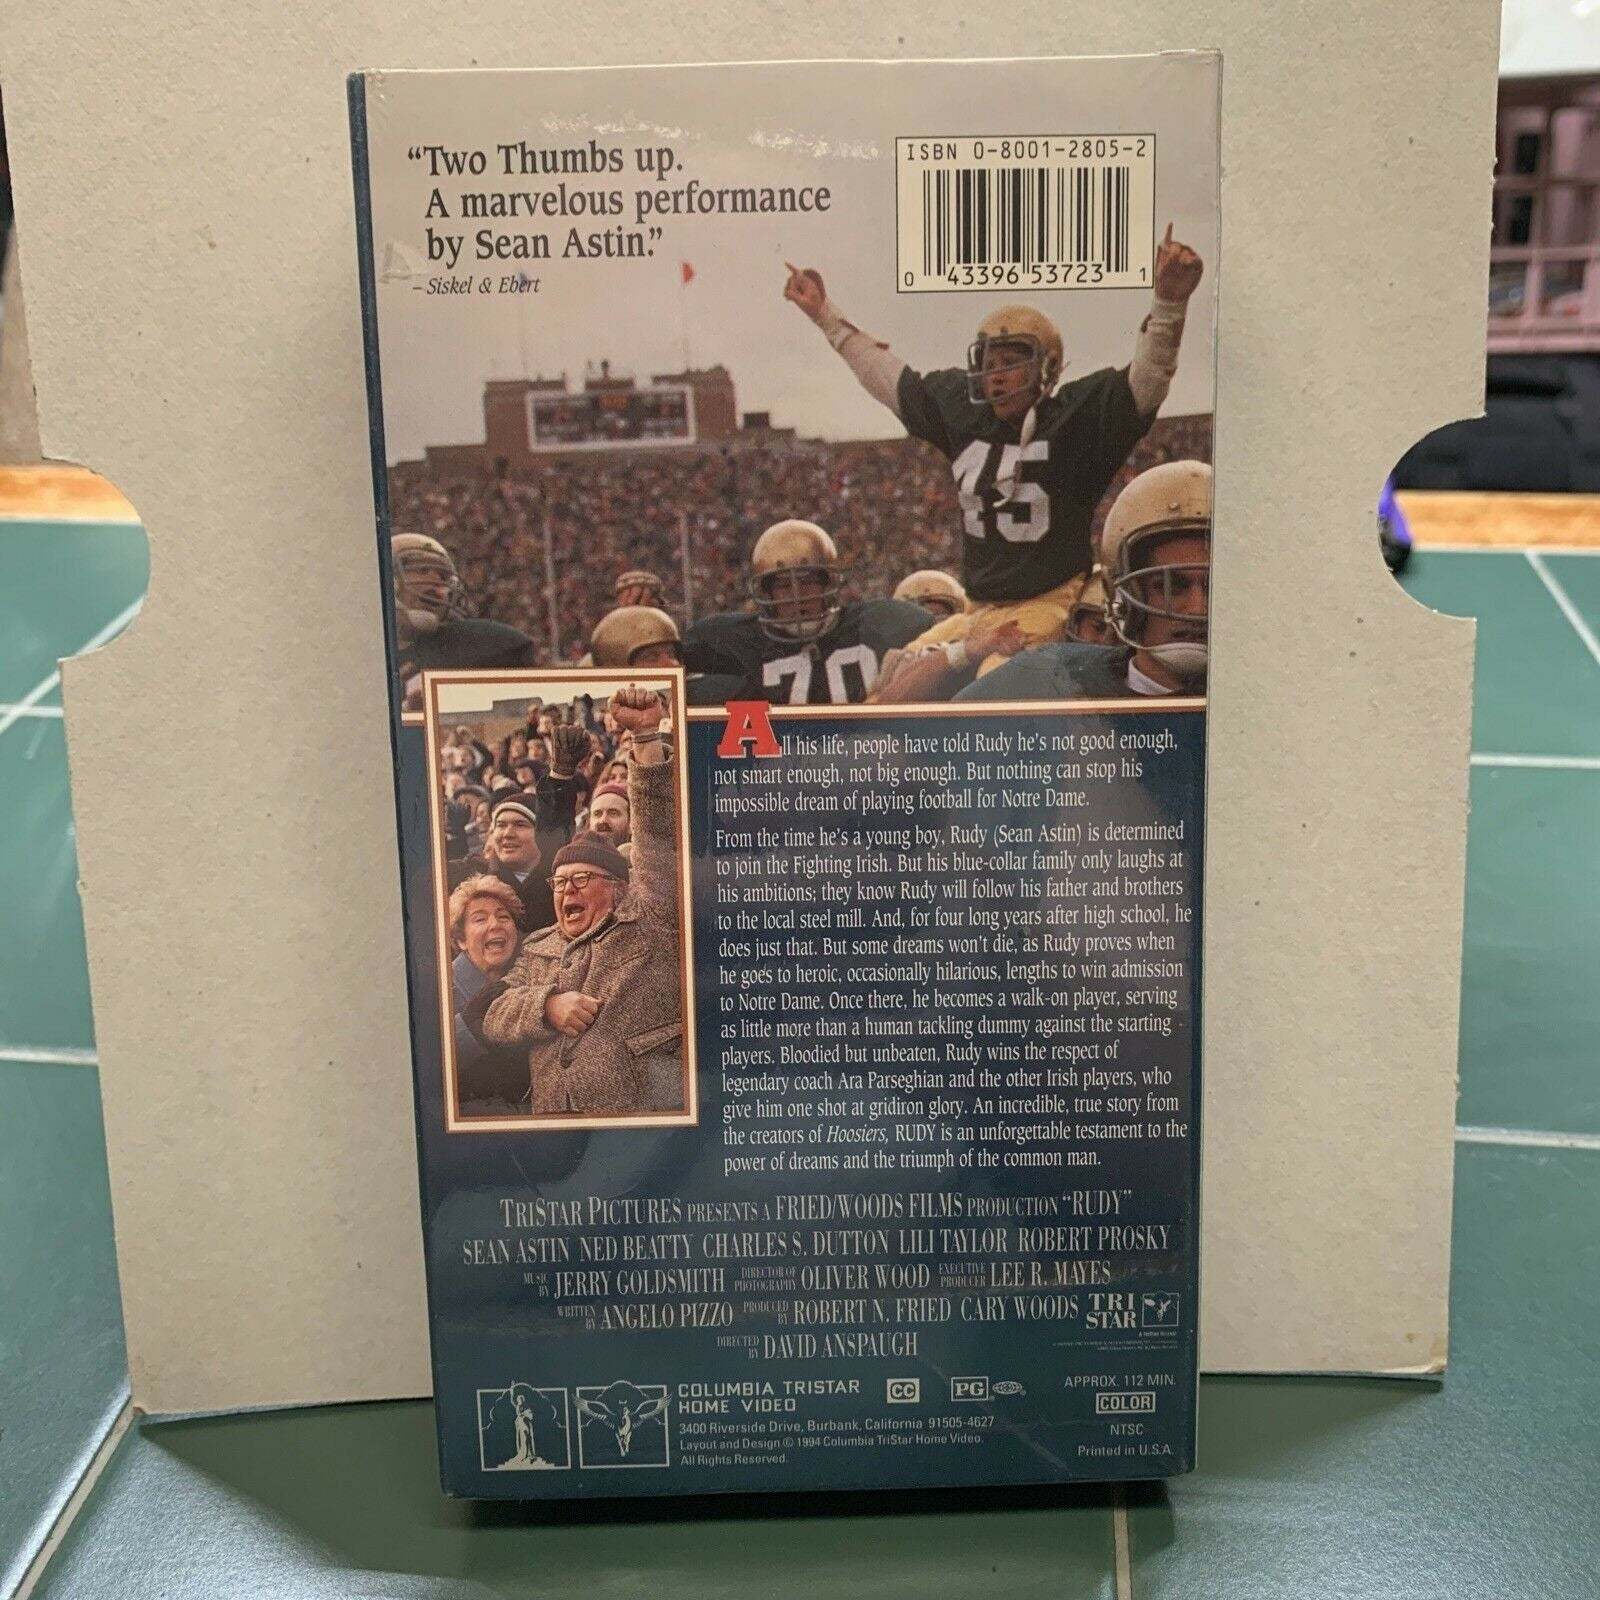 “Two Thumbs up.
A marvelous performance
by Sean Astin.”
– Siskel & Ebert
ISBN 0-8001-2805-2
0 43396 53723 1
45
70
All his life, people have told Rudy he's not good enough,
not smart enough, not big enough. But nothing can stop his
impossible dream of playing football for Notre Dame.
From the time he's a young boy, Rudy (Sean Astin) is determined
to join the Fighting Irish. But his blue-collar family only laughs at
his ambitions; they know Rudy will follow his father and brothers
to the local steel mill. And, for four long years after high school, he
does just that. But some dreams won't die, as Rudy proves when
he goes to heroic, occasionally hilarious, lengths to win admission
to Notre Dame. Once there, he becomes a walk-on player, serving
as little more than a human tackling dummy against the starting
players. Bloodied but unbeaten, Rudy wins the respect of
legendary coach Ara Parseghian and the other Irish players, who
give him one shot at gridiron glory. An incredible, true story from
the creators of Hoosiers, RUDY is an unforgettable testament to the
power of dreams and the triumph of the common man.
TRISTAR PICTURES PRESENTS A FRIED/WOODS FILMS PRODUCTION “RUDY”
SEAN ASTIN NED BEATTY CHARLES S. DUTTON LILI TAYLOR ROBERT PROSKY
MUSIC BY JERRY GOLDSMITH DIRECTOR OF PHOTOGRAPHY OLIVER WOOD EXECUTIVE PRODUCER LEE R. MAYES
WRITTEN BY ANGELO PIZZO PRODUCED BY ROBERT N. FRIED CARY WOODS TRI STAR
DIRECTED BY DAVID ANSPAUGH
COLUMBIA TRISTAR
HOME VIDEO
3400 Riverside Drive, Burbank, California 91505-4627
Layout and Design © 1994 Columbia TriStar Home Video.
All Rights Reserved.
CC
PG
APPROX. 112 MIN.
COLOR
NTSC
Printed in U.S.A.